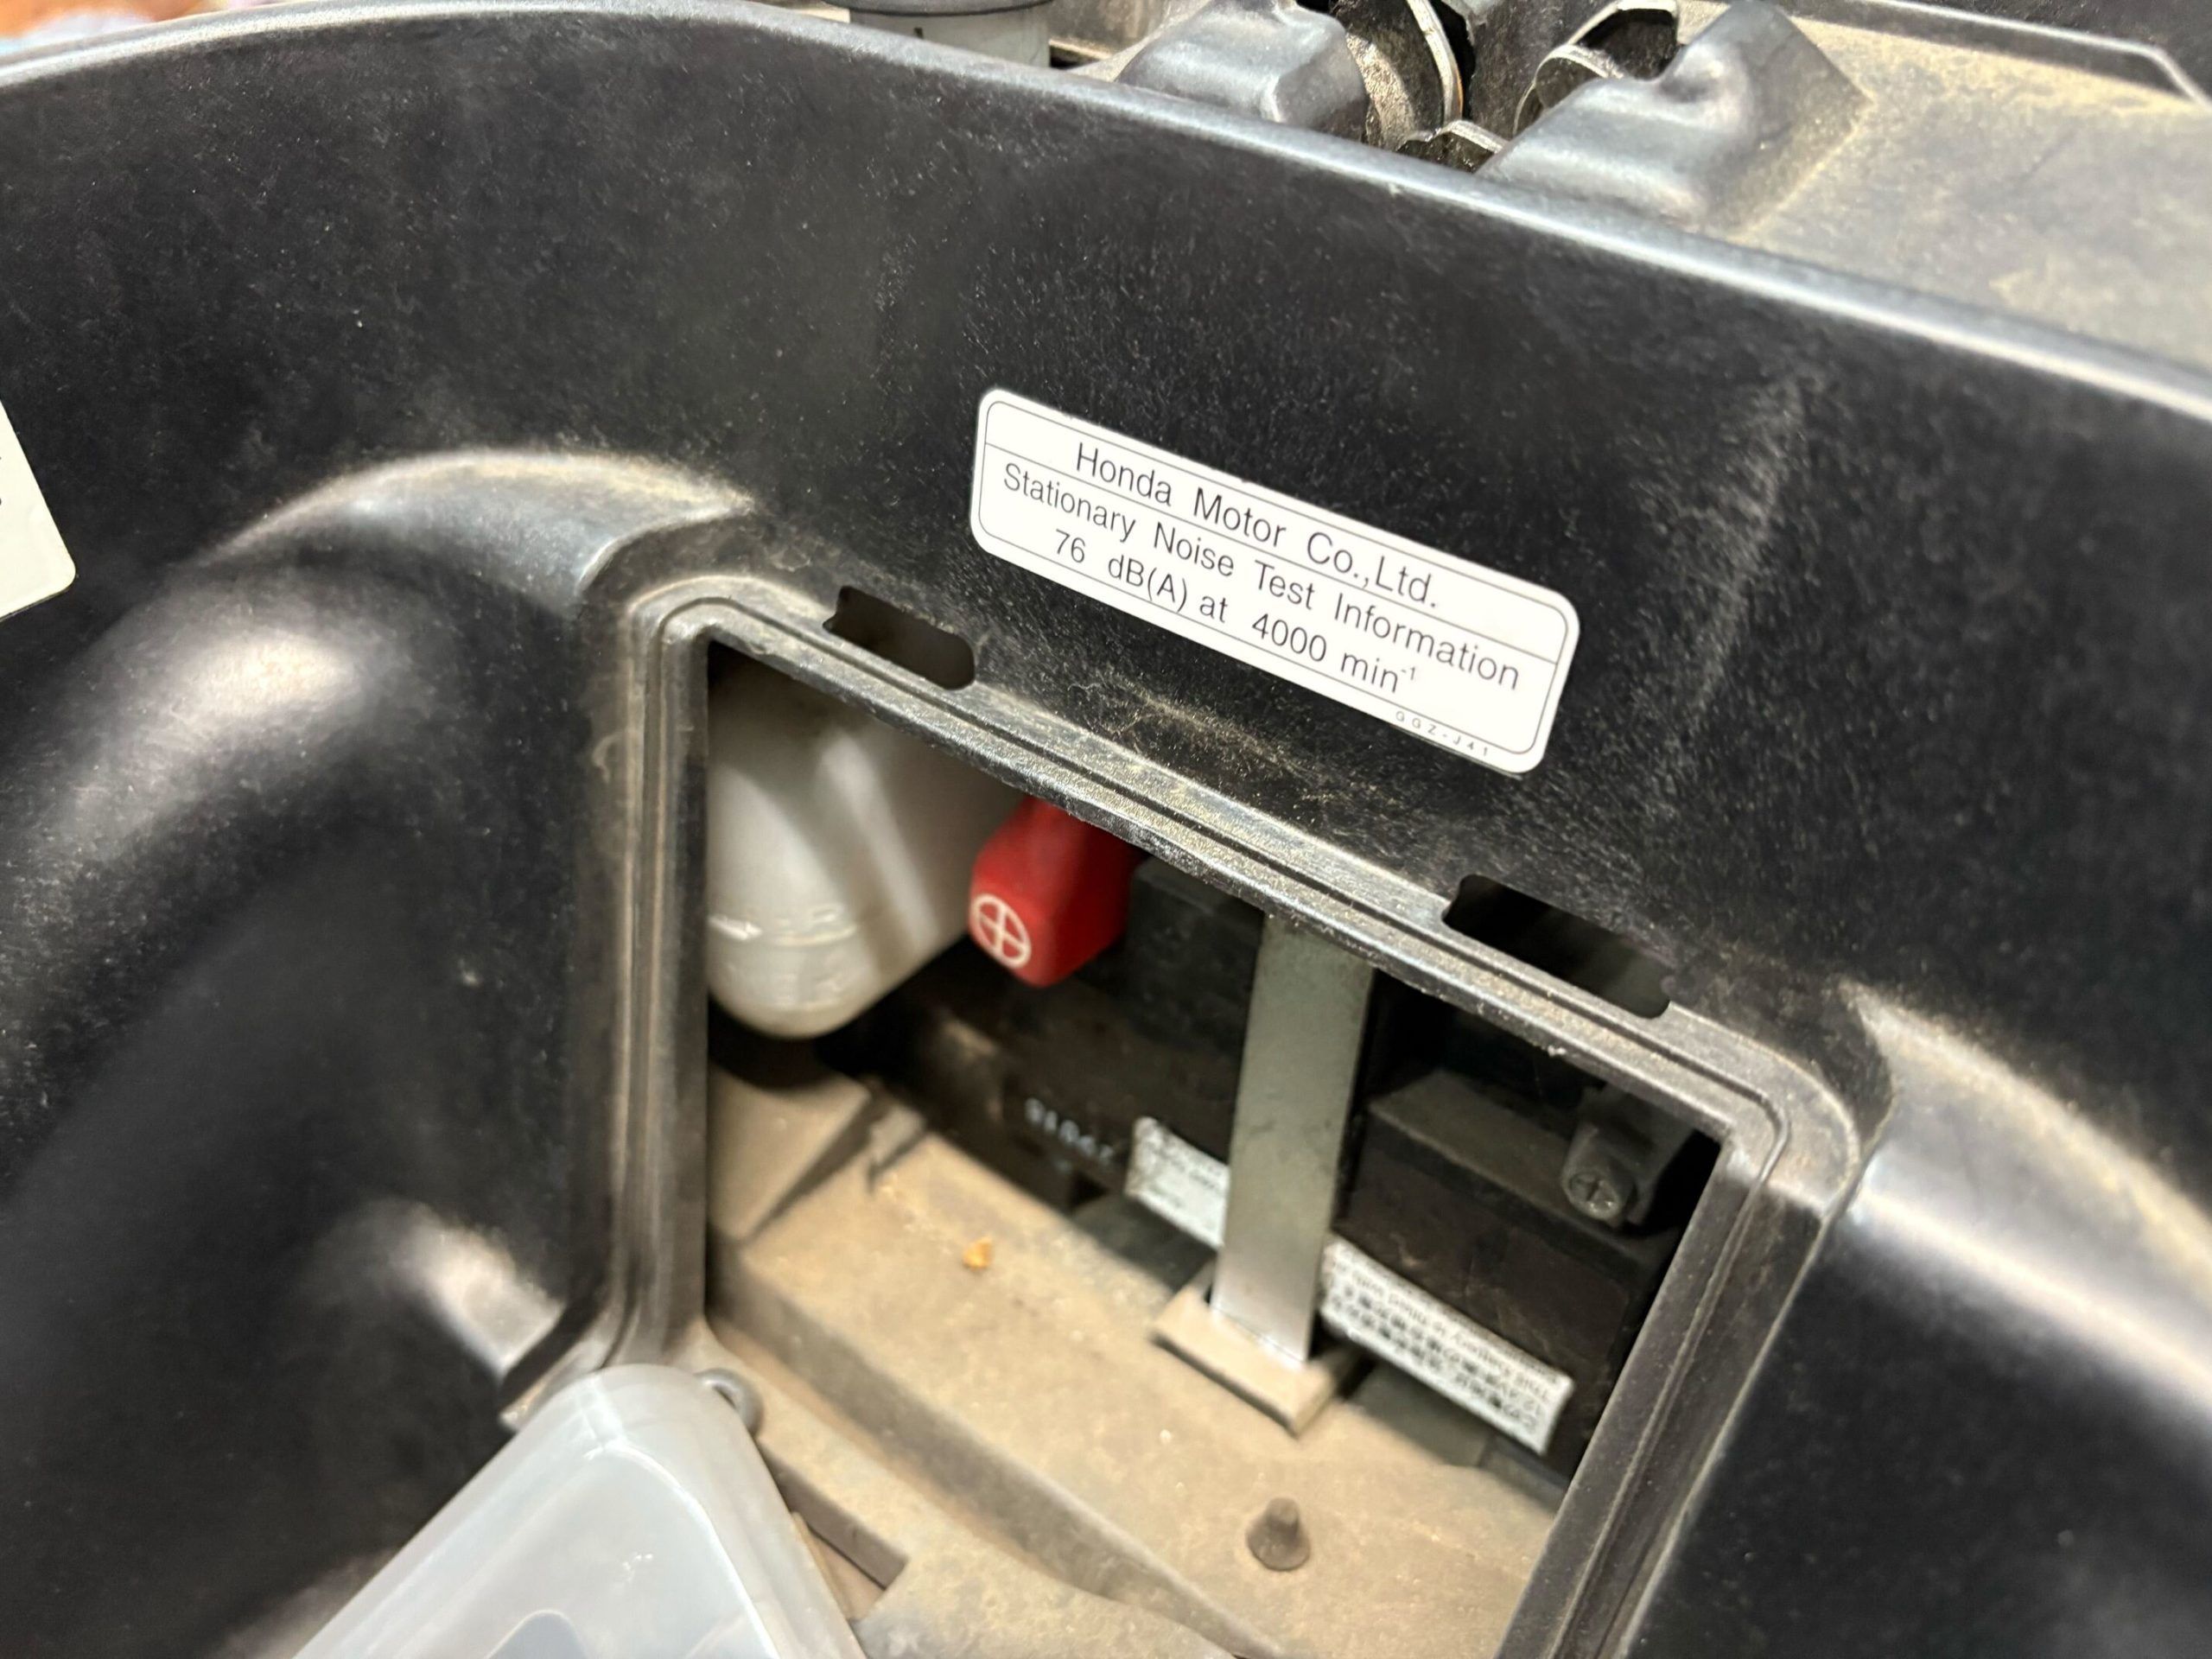 Honda Motor Co.,Ltd.
Stationary Noise Test Information
76 dB(A) at 4000 min⁻¹
GGZ-J41